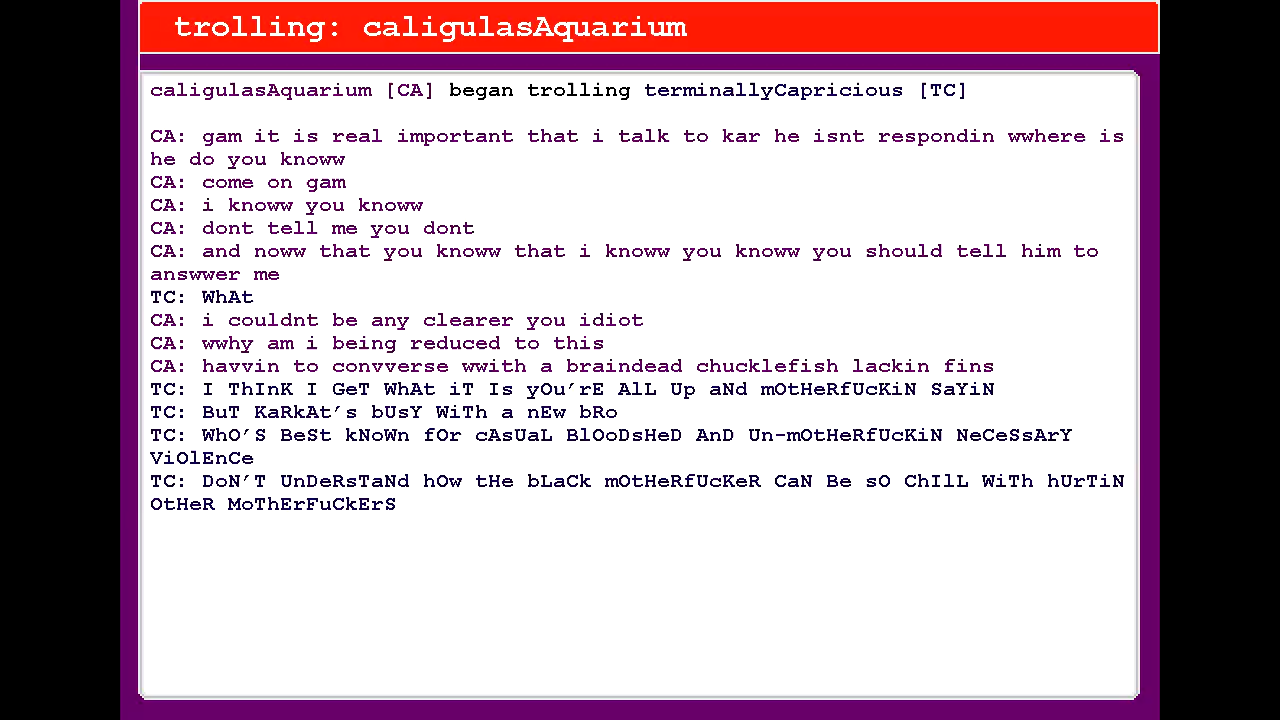 trolling: caligulasAquarium
caligulasAquarium [CA] began trolling terminallyCapricious [TC]
CA: gam it is real important that i talk to kar he isnt respondin wwhere is
he do you knoww
CA: come on gam
CA: i knoww you knoww
CA: dont tell me you dont
CA: and noww that you knoww that i knoww you knoww you should tell him to
answwer me
TC: WhAt
CA: i couldnt be any clearer you idiot
CA: wwhy am i being reduced to this
CA: havvin to convverse wwith a braindead chucklefish lackin fins
TC: I ThInK I GeT WhAt iT Is yOu’rE AlL Up aNd mOtHeRfUcKiN SaYiN
TC: BuT KaRkAt’s bUsY WiTh a nEw bRo
TC: WhO’S BeSt kNoWn fOr cAsUaL BlOoDsHeD AnD Un-mOtHeRfUcKiN NeCeSsArY
ViOlEnCe
TC: DoN’T UnDeRsTaNd hOw tHe bLaCk mOtHeRfUcKeR CaN Be sO ChIlL WiTh hUrTiN
OtHeR MoThErFuCkErS